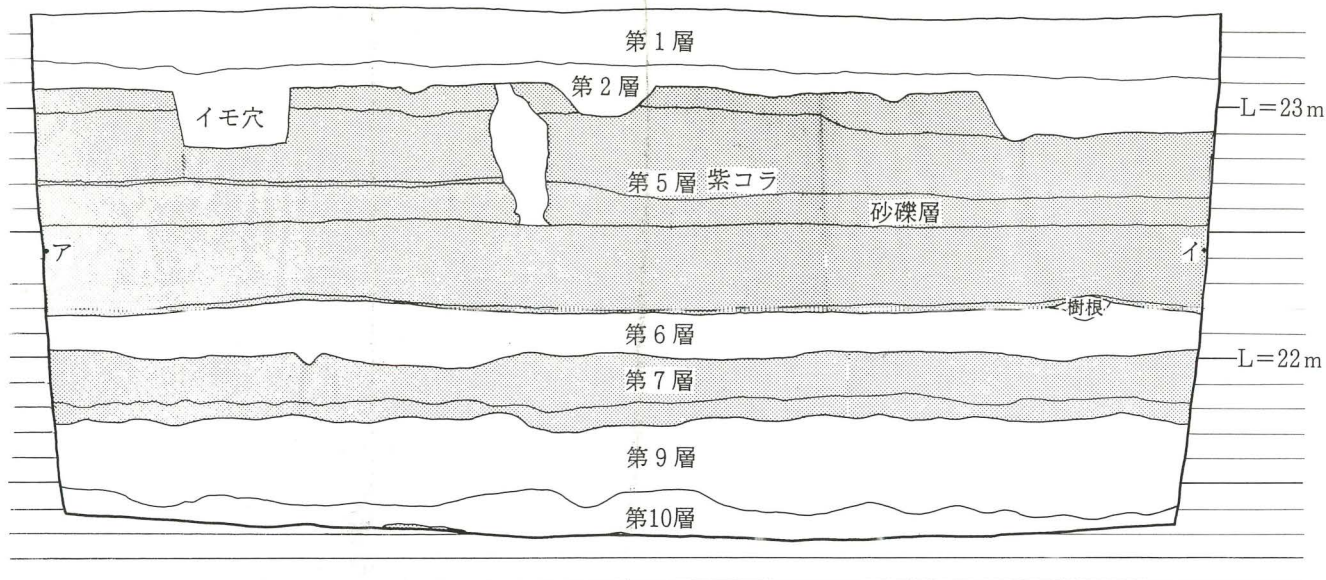 第1層
第2層
イモ穴
L=23m
第5層 紫コラ
砂礫層
ア
イ
樹根
第6層
L=22m
第7層
第9層
第10層